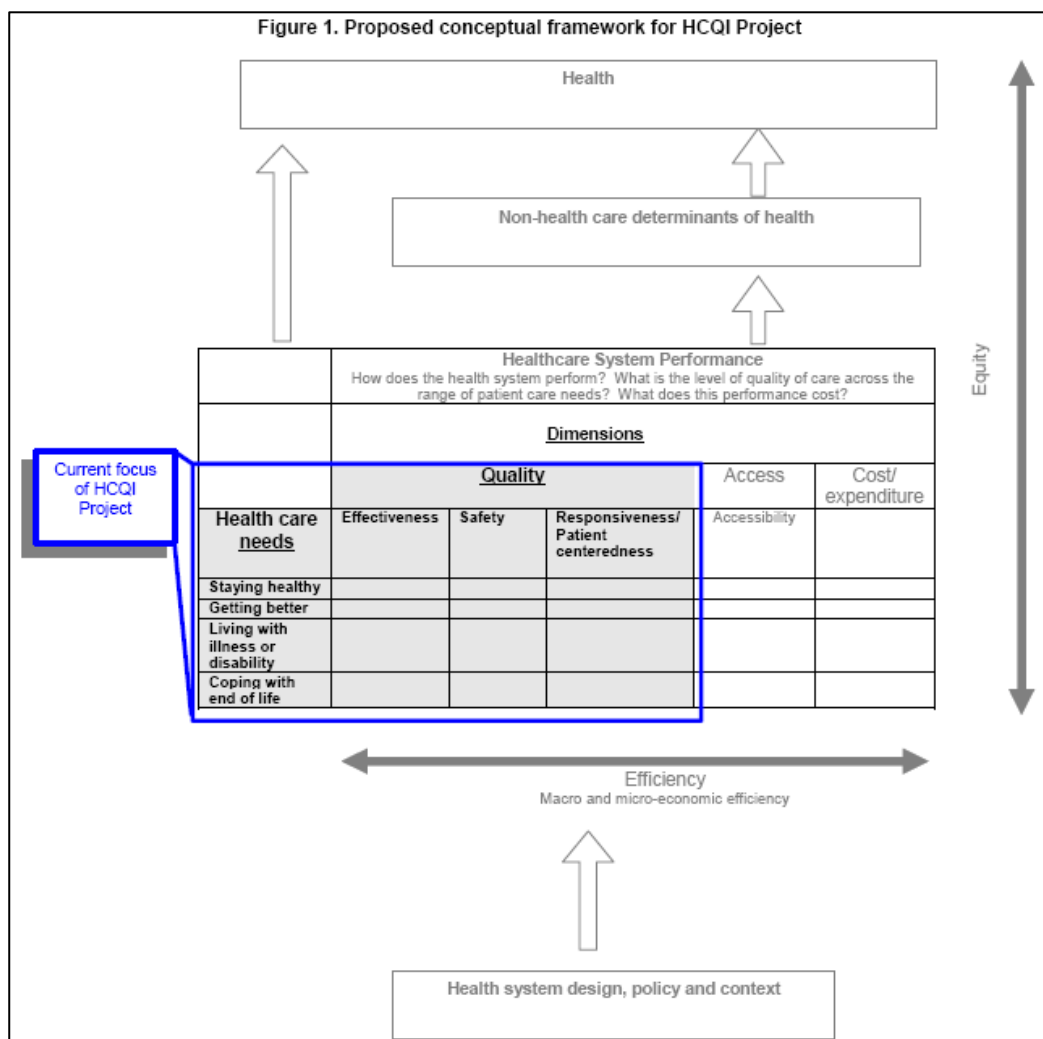 Figure 1. Proposed conceptual framework for HCQI Project
Health
Non-health care determinants of health
Equity
Healthcare System Performance
How does the health system perform?  What is the level of quality of care across the
range of patient care needs?  What does this performance cost?
Dimensions
Current focus
of HCQI
Project
Quality
Access
Cost/
expenditure
Health care
needs
Effectiveness
Safety
Responsiveness/
Patient
centeredness
Accessibility
Staying healthy
Getting better
Living with
illness or
disability
Coping with
end of life
Efficiency
Macro and micro-economic efficiency
Health system design, policy and context